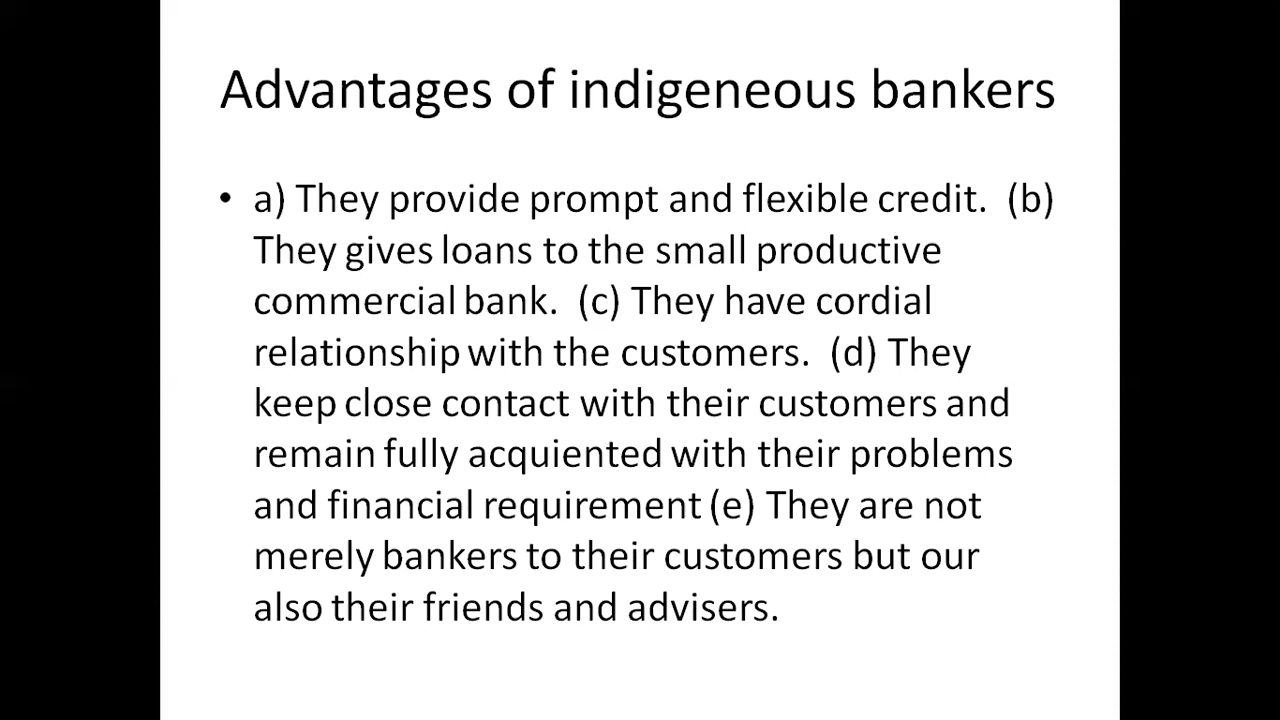 Advantages of indigeneous bankers
• a) They provide prompt and flexible credit. (b)
They gives loans to the small productive
commercial bank. (c) They have cordial
relationship with the customers. (d) They
keep close contact with their customers and
remain fully acquiented with their problems
and financial requirement (e) They are not
merely bankers to their customers but our
also their friends and advisers.